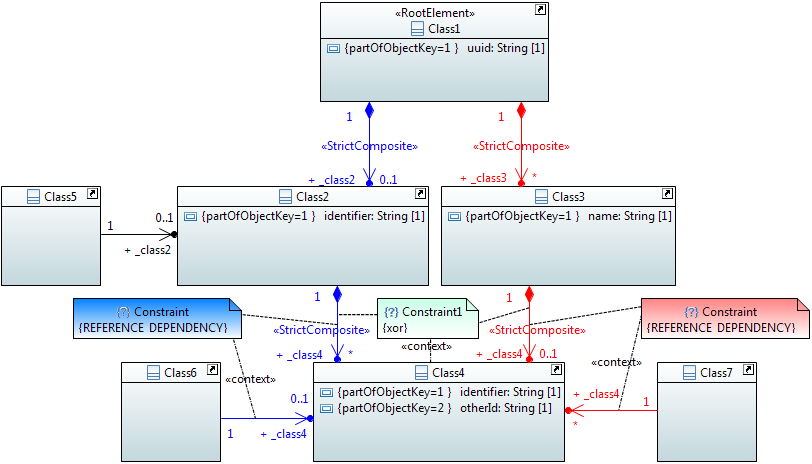 «RootElement»
Class1
{partOfObjectKey=1 } uuid: String [1]
1
1
«StrictComposite»
«StrictComposite»
+ _class2
0..1
+ _class3
*
Class5
Class2
Class3
{partOfObjectKey=1 } identifier: String [1]
{partOfObjectKey=1 } name: String [1]
0..1
1
+ _class2
1
1
{?} Constraint
{REFERENCE DEPENDENCY}
{?} Constraint1
{xor}
{?} Constraint
{REFERENCE DEPENDENCY}
«StrictComposite»
«StrictComposite»
«context»
+ _class4
*
+ _class4
0..1
«context»
«context»
Class6
Class4
Class7
{partOfObjectKey=1 } identifier: String [1]
{partOfObjectKey=2 } otherId: String [1]
0..1
+ _class4
1
1
+ _class4
*